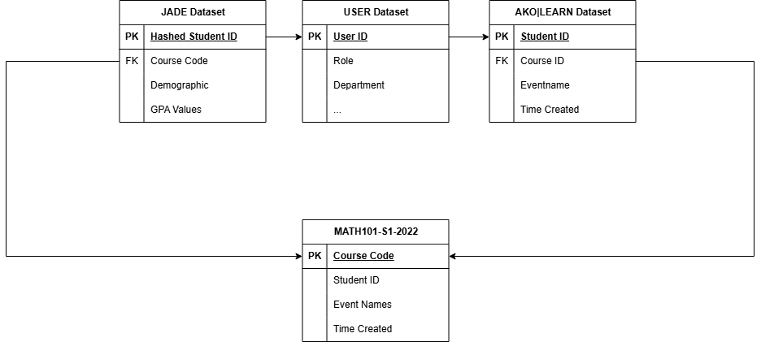 JADE Dataset
PK Hashed Student ID
FK Course Code
Demographic
GPA Values
USER Dataset
PK User ID
Role
Department
...
AKO|LEARN Dataset
PK Student ID
FK Course ID
Eventname
Time Created
MATH101-S1-2022
PK Course Code
Student ID
Event Names
Time Created